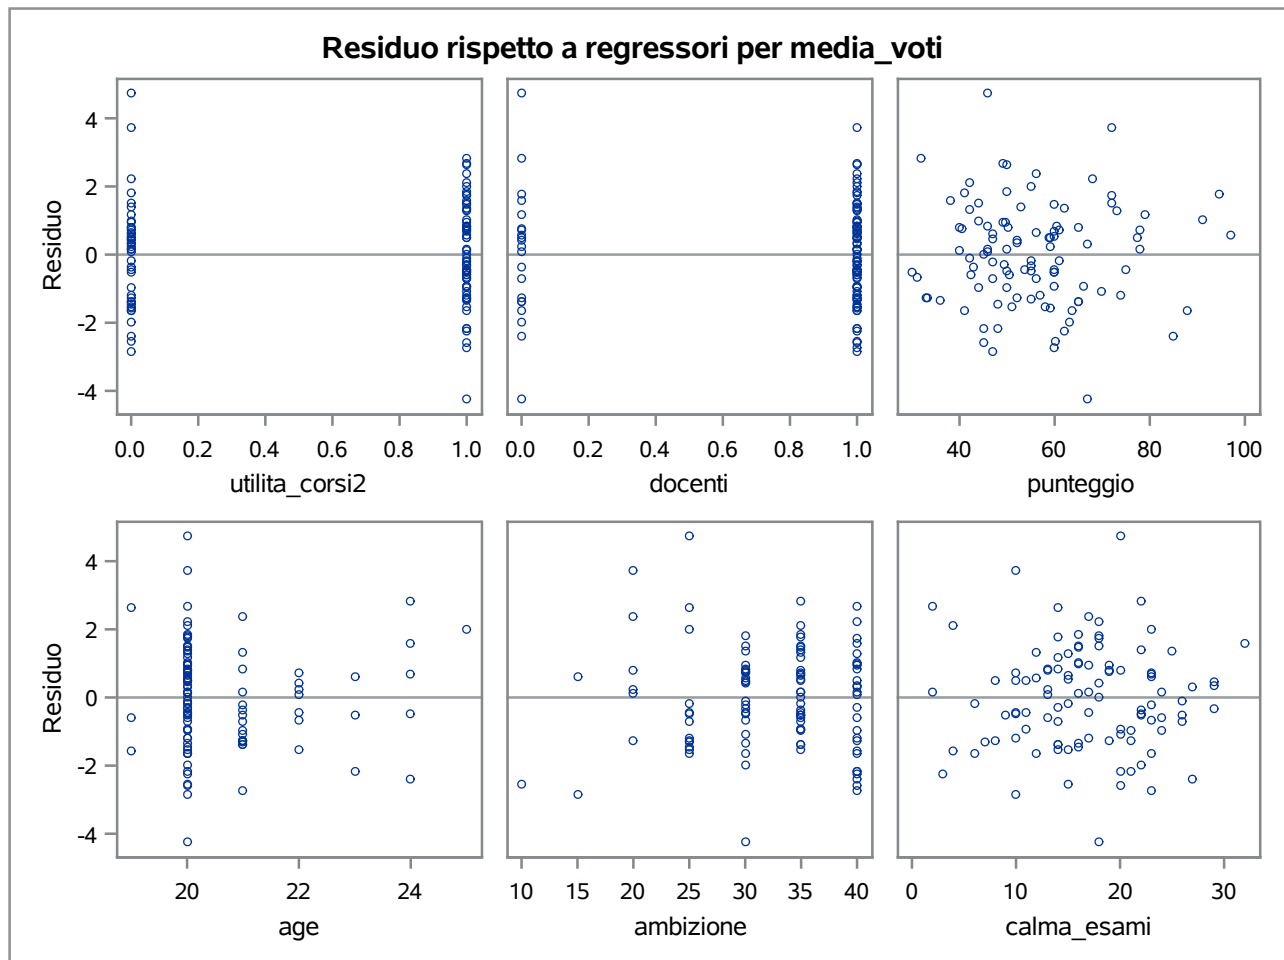 Residuo rispetto a regressori per media_voti
Residuo
4
2
0
-2
-4
0.0 0.2 0.4 0.6 0.8 1.0
utilita_corsi2
0.0 0.2 0.4 0.6 0.8 1.0
docenti
40 60 80 100
punteggio
Residuo
4
2
0
-2
-4
20 22 24
age
10 15 20 25 30 35 40
ambizione
0 10 20 30
calma_esami